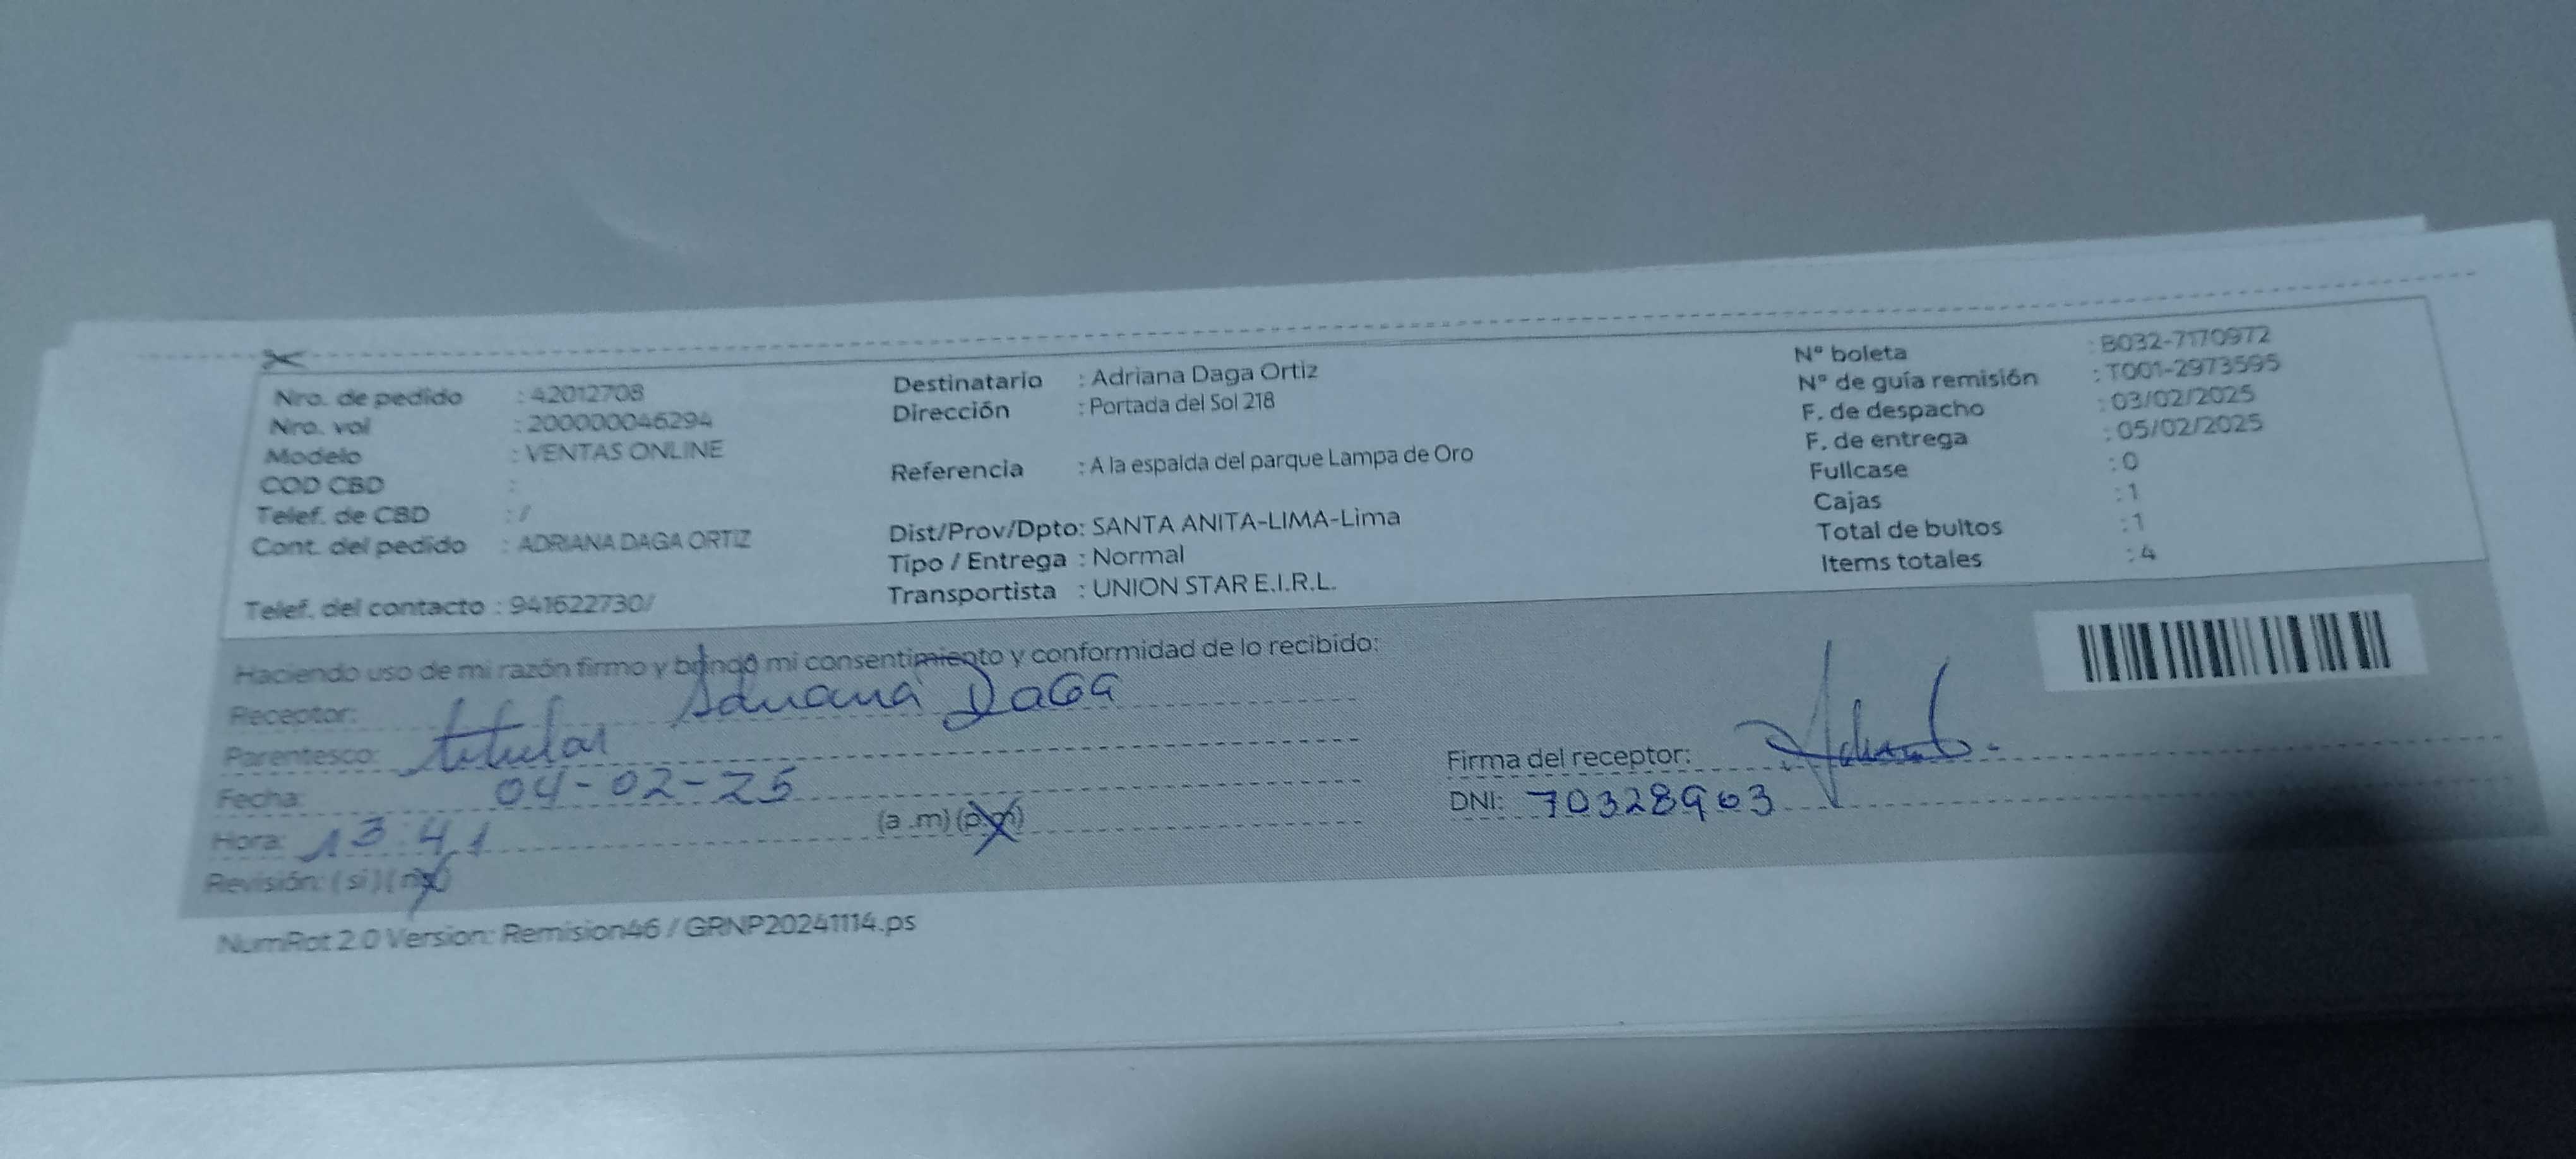 Nro. de pedido : 42012708
Nro. vol : 200000046294
Modelo : VENTAS ONLINE
COD CBD :
Telef. de CBD : /
Cont. del pedido : ADRIANA DAGA ORTIZ
Telef. del contacto : 941622730/
Destinatario : Adriana Daga Ortiz
Dirección : Portada del Sol 218
Referencia : A la espalda del parque Lampa de Oro
Dist/Prov/Dpto: SANTA ANITA-LIMA-Lima
Tipo / Entrega : Normal
Transportista : UNION STAR E.I.R.L.
N° boleta : B032-7170972
N° de guía remisión : T001-2973595
F. de despacho : 03/02/2025
F. de entrega : 05/02/2025
Fullcase : 0
Cajas : 1
Total de bultos : 1
Items totales : 4
Haciendo uso de mi razón firmo y brindo mi consentimiento y conformidad de lo recibido:
Receptor: Adriana Daga
Parentesco: titular
Fecha: 04-02-25
Hora: 13:41 (a .m) (p.m)
Revisión: ( si ) ( no )
Firma del receptor:
DNI: 70328963
NumRot 2.0 Version: Remision46 / GRNP20241114.ps